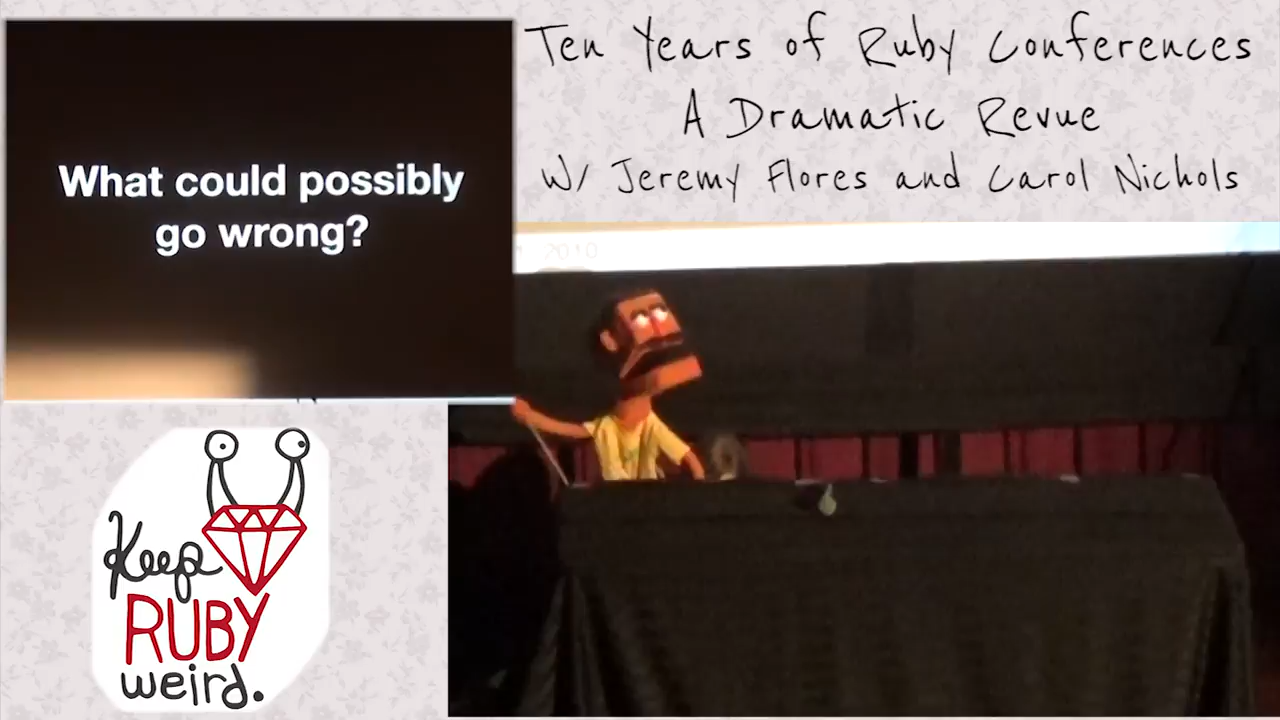 What could possibly
go wrong?
Ten Years of Ruby Conferences
A Dramatic Revue
W/ Jeremy Flores and Carol Nichols
2010
Keep
RUBY
weird.